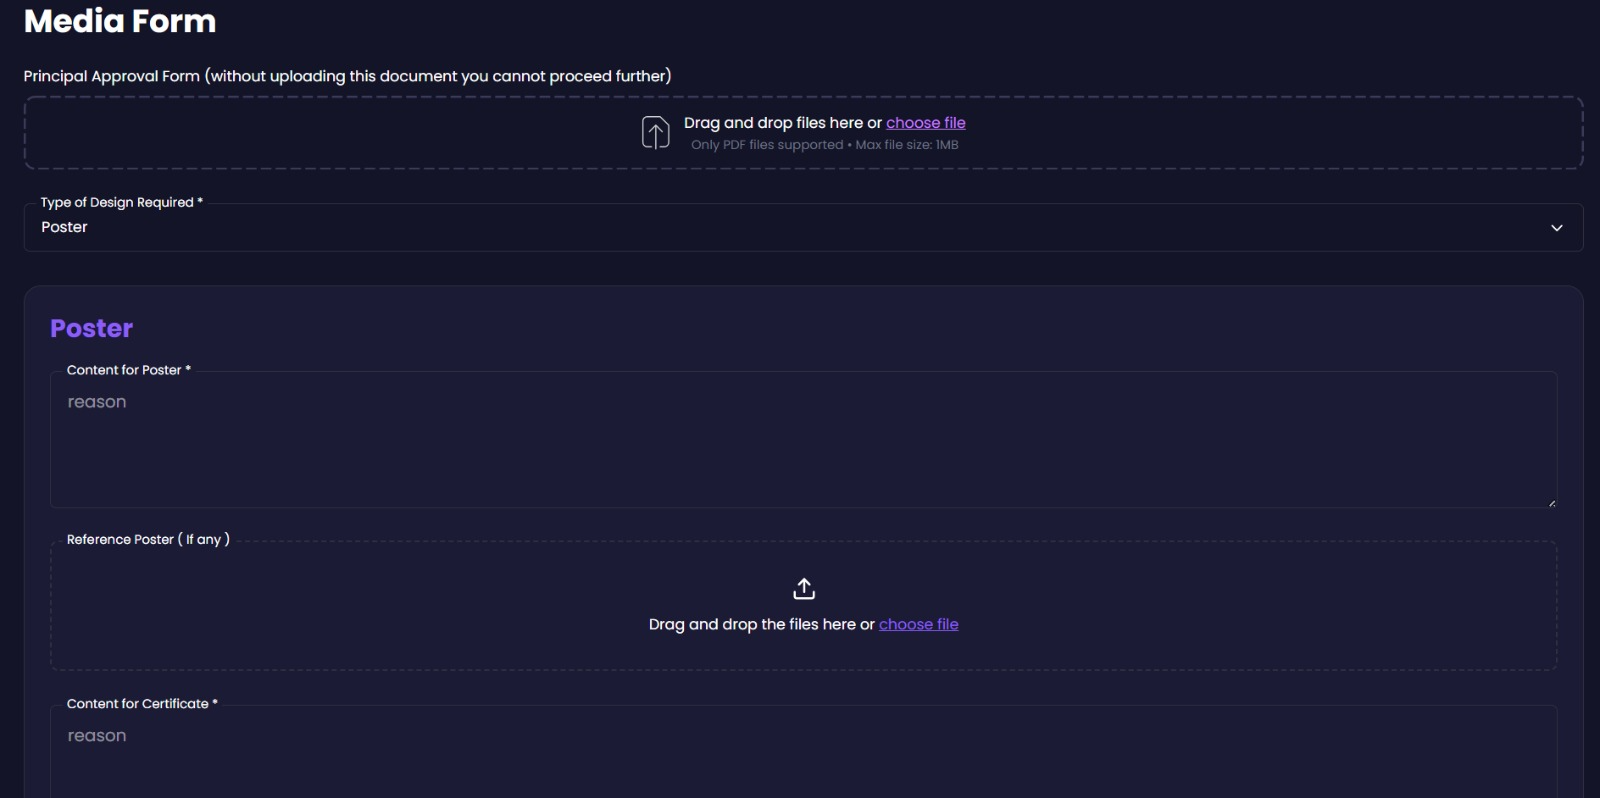 Media Form
Principal Approval Form (without uploading this document you cannot proceed further)
Drag and drop files here or choose file
Only PDF files supported • Max file size: 1MB
Type of Design Required *
Poster
Poster
Content for Poster *
reason
Reference Poster ( If any )
Drag and drop the files here or choose file
Content for Certificate *
reason